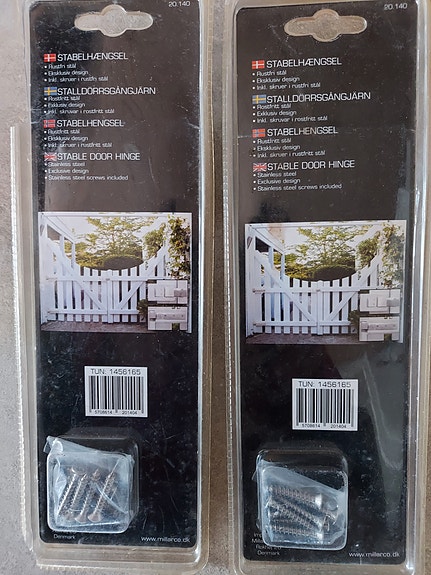 20.140
STABELHÆNGSEL
• Rustfri stål
• Eksklusiv design
• Inkl. skruer i rustfri stål
STALLDÖRRSGÅNGJÄRN
• Rostfritt stål
• Exklusiv design
• Inkl. skruvar i rostfritt stål
STABELHENGSEL
• Rustfritt stål
• Eksklusiv design
• Inkl. skruer i rustfritt stål
STABLE DOOR HINGE
• Stainless steel
• Exclusive design
• Stainless steel screws included
TUN: 1456165
5708614 201404
Denmark
www.millarco.dk
20.140
STABELHÆNGSEL
• Rustfri stål
• Eksklusiv design
• Inkl. skruer i rustfri stål
STALLDÖRRSGÅNGJÄRN
• Rostfritt stål
• Exklusiv design
• Inkl. skruvar i rostfritt stål
STABELHENGSEL
• Rustfritt stål
• Eksklusiv design
• Inkl. skruer i rustfritt stål
STABLE DOOR HINGE
• Stainless steel
• Exclusive design
• Stainless steel screws included
TUN: 1456165
5708614 201404
Denmark
www.millarco.dk